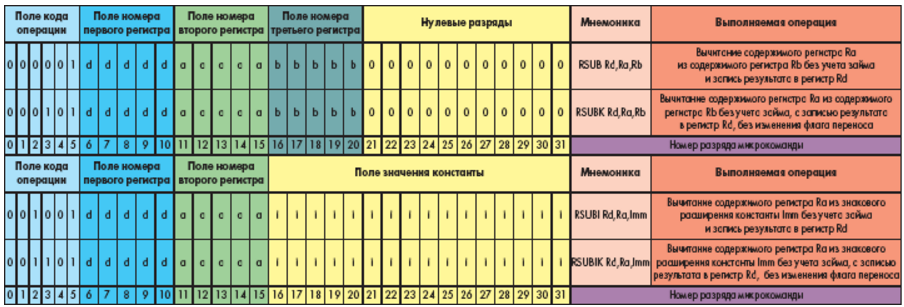 Поле кода операции Поле номера первого регистра Поле номера второго регистра Поле номера третьего регистра Нулевые разряды Мнемоника Выполняемая операция
0 0 0 0 0 1 d d d d d a a a a a b b b b b 0 0 0 0 0 0 0 0 0 0 0 RSUB Rd,Ra,Rb Вычитание содержимого регистра Ra из содержимого регистра Rb без учета займа и запись результата в регистр Rd
0 0 0 1 0 1 d d d d d a a a a a b b b b b 0 0 0 0 0 0 0 0 0 0 0 RSUBK Rd,Ra,Rb Вычитание содержимого регистра Ra из содержимого регистра Rb без учета займа, с записью результата в регистр Rd, без изменения флага переноса
0 1 2 3 4 5 6 7 8 9 10 11 12 13 14 15 16 17 18 19 20 21 22 23 24 25 26 27 28 29 30 31 Номер разряда микрокоманды
Поле кода операции Поле номера первого регистра Поле номера второго регистра Поле значения константы Мнемоника Выполняемая операция
0 0 1 0 0 1 d d d d d a a a a a i i i i i i i i i i i i i i i i RSUBI Rd,Ra,Imm Вычитание содержимого регистра Ra из знакового расширения константы Imm без учета займа и запись результата в регистр Rd
0 0 1 1 0 1 d d d d d a a a a a i i i i i i i i i i i i i i i i RSUBIK Rd,Ra,Imm Вычитание содержимого регистра Ra из знакового расширения константы Imm без учета займа, с записью результата в регистр Rd, без изменения флага переноса
0 1 2 3 4 5 6 7 8 9 10 11 12 13 14 15 16 17 18 19 20 21 22 23 24 25 26 27 28 29 30 31 Номер разряда микрокоманды